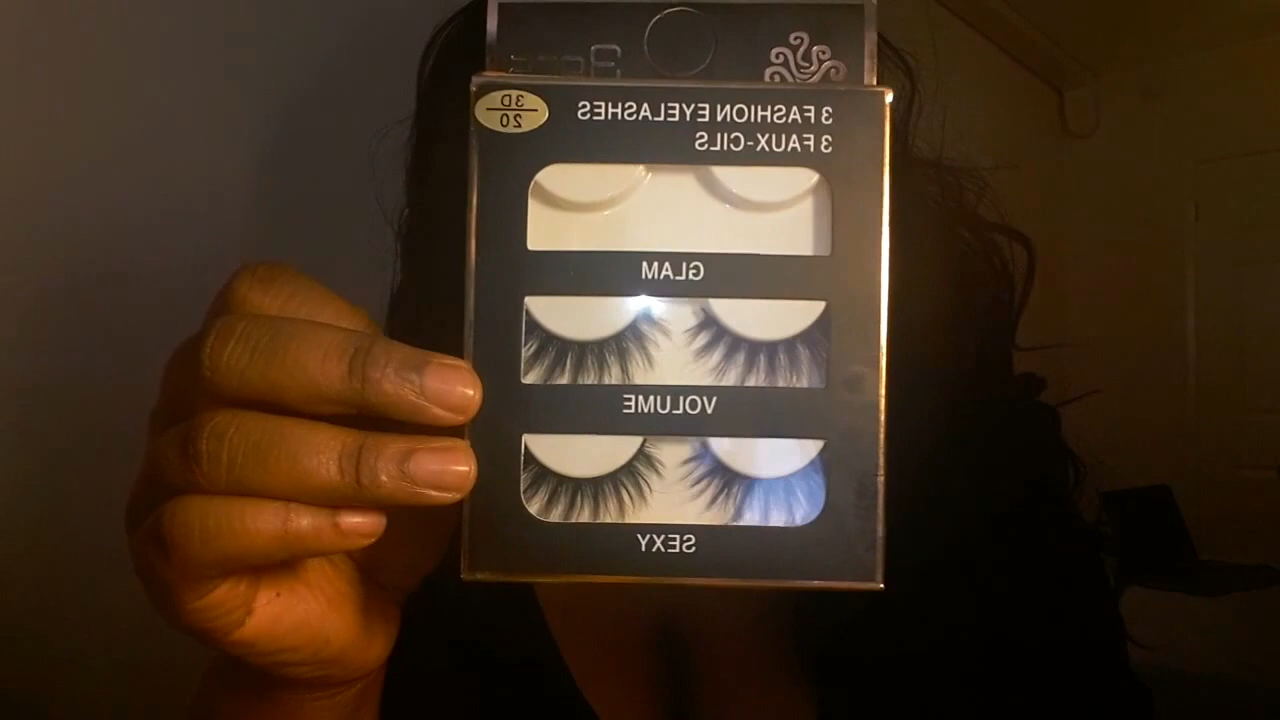 3D
20
3 FASHION EYELASHES
3 FAUX-CILS
GLAM
VOLUME
SEXY